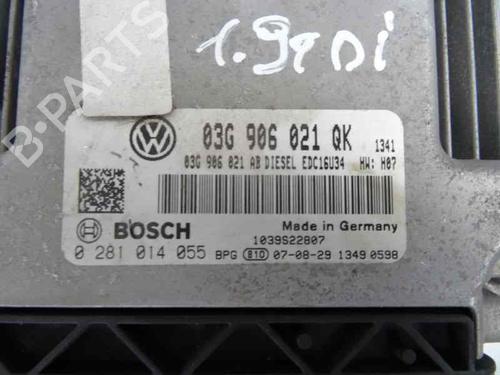 1.9TDi
B-PARTS
03G 906 021 QK 1341
03G 906 021 AB DIESEL EDC16U34 HW: H07
BOSCH
Made in Germany
1039S22807
0 281 014 055 BPG 810 07-08-29 1349 0598